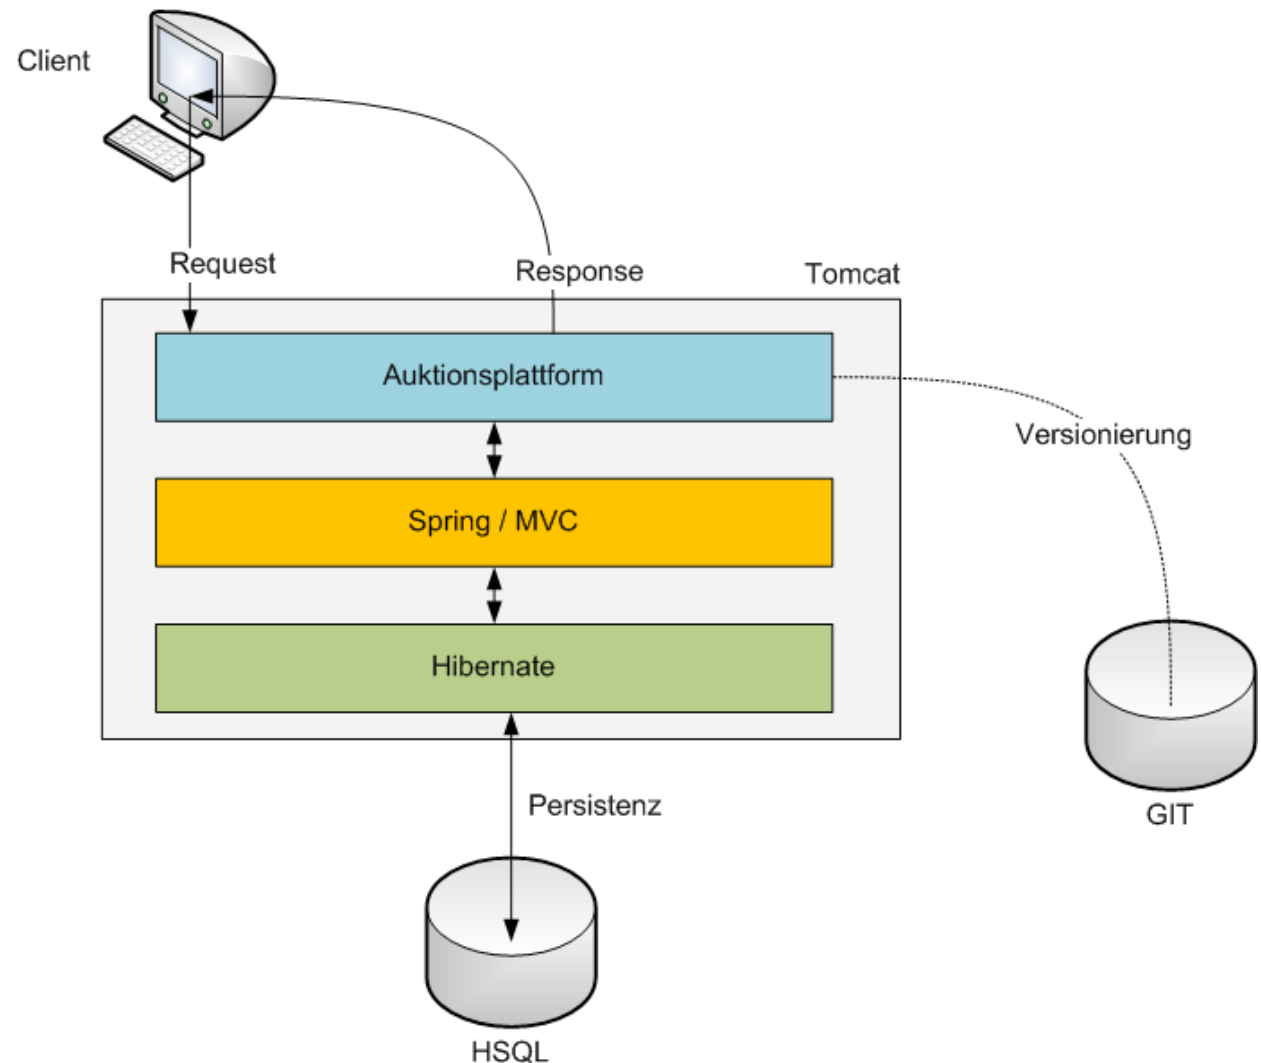 Client
Request
Response
Tomcat
Auktionsplattform
Versionierung
Spring / MVC
Hibernate
Persistenz
GIT
HSQL